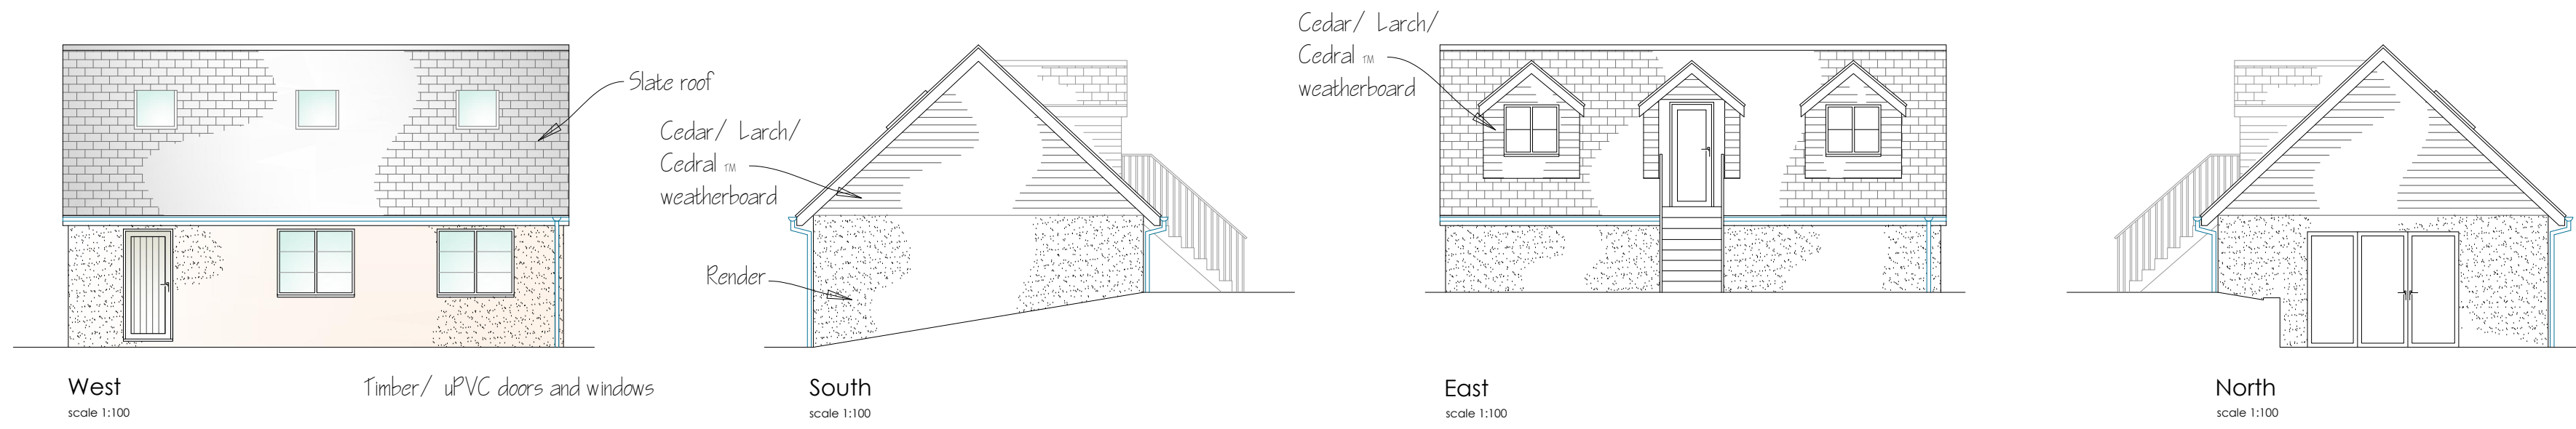 Slate roof
West
scale 1:100
Timber/ uPVC doors and windows
Cedar/ Larch/
Cedral ™
weatherboard
Render
South
scale 1:100
Cedar/ Larch/
Cedral ™
weatherboard
East
scale 1:100
North
scale 1:100